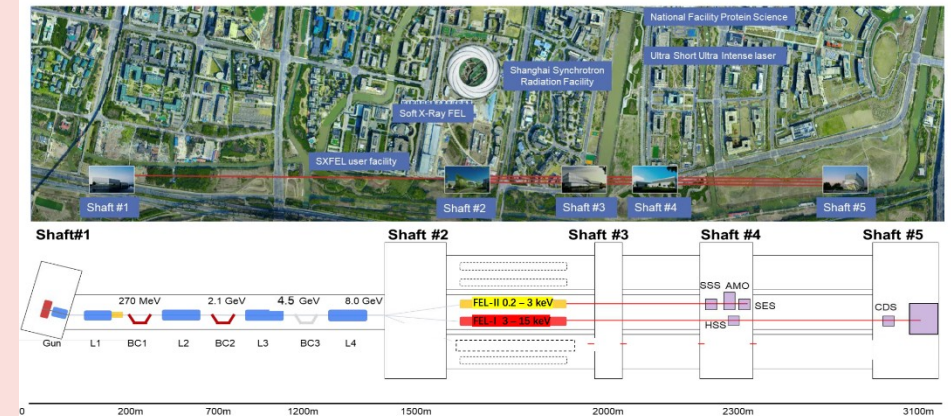 National Facility Protein Science
Ultra Short Ultra Intense laser
Shanghai Synchrotron
Radiation Facility
Soft X-Ray FEL
SXFEL user facility
Shaft #1
Shaft #2
Shaft #3
Shaft #4
Shaft #5
Shaft#1
Shaft #2
Shaft #3
Shaft #4
Shaft #5
270 MeV
2.1 GeV
4.5 GeV
8.0 GeV
FEL-II 0.2 – 3 keV
FEL-I 3 – 15 keV
SSS AMO
SES
HSS
CDS
Gun
L1
BC1
L2
BC2
L3
BC3
L4
0
200m
700m
1200m
1500m
2000m
2300m
3100m